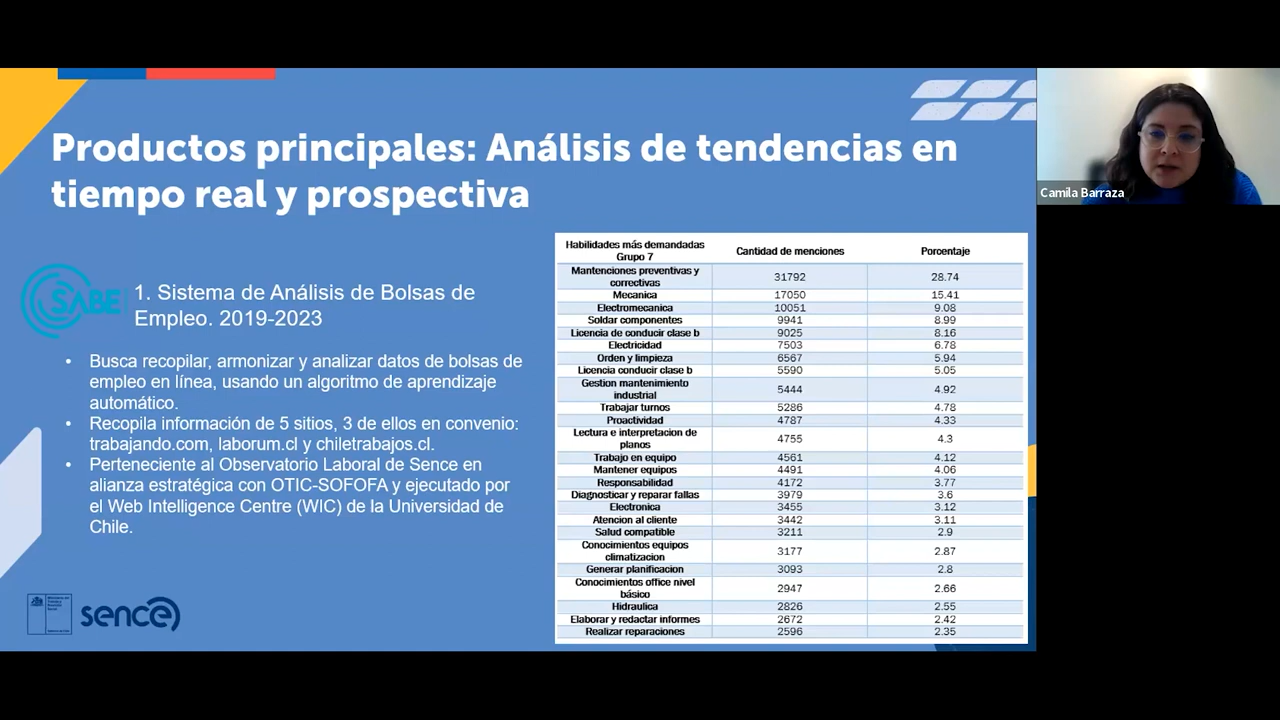 Productos principales: Análisis de tendencias en
tiempo real y prospectiva
SABE
1. Sistema de Análisis de Bolsas de
Empleo. 2019-2023
• Busca recopilar, armonizar y analizar datos de bolsas de
empleo en línea, usando un algoritmo de aprendizaje
automático.
• Recopila información de 5 sitios, 3 de ellos en convenio:
trabajando.com, laborum.cl y chiletrabajos.cl.
• Perteneciente al Observatorio Laboral de Sence en
alianza estratégica con OTIC-SOFOFA y ejecutado por
el Web Intelligence Centre (WIC) de la Universidad de
Chile.
sence
Habilidades más demandadas
Grupo 7 Cantidad de menciones Porcentaje
Mantenciones preventivas y
correctivas 31792 28.74
Mecanica 17050 15.41
Electromecanica 10051 9.08
Soldar componentes 9941 8.99
Licencia de conducir clase b 9025 8.16
Electricidad 7503 6.78
Orden y limpieza 6567 5.94
Licencia conducir clase b 5590 5.05
Gestion mantenimiento
industrial 5444 4.92
Trabajar turnos 5286 4.78
Proactividad 4787 4.33
Lectura e interpretacion de
planos 4755 4.3
Trabajo en equipo 4561 4.12
Mantener equipos 4491 4.06
Responsabilidad 4172 3.77
Diagnosticar y reparar fallas 3979 3.6
Electronica 3455 3.12
Atencion al cliente 3442 3.11
Salud compatible 3211 2.9
Conocimientos equipos
climatizacion 3177 2.87
Generar planificacion 3093 2.8
Conocimientos office nivel
básico 2947 2.66
Hidraulica 2826 2.55
Elaborar y redactar informes 2672 2.42
Realizar reparaciones 2596 2.35
Camila Barraza